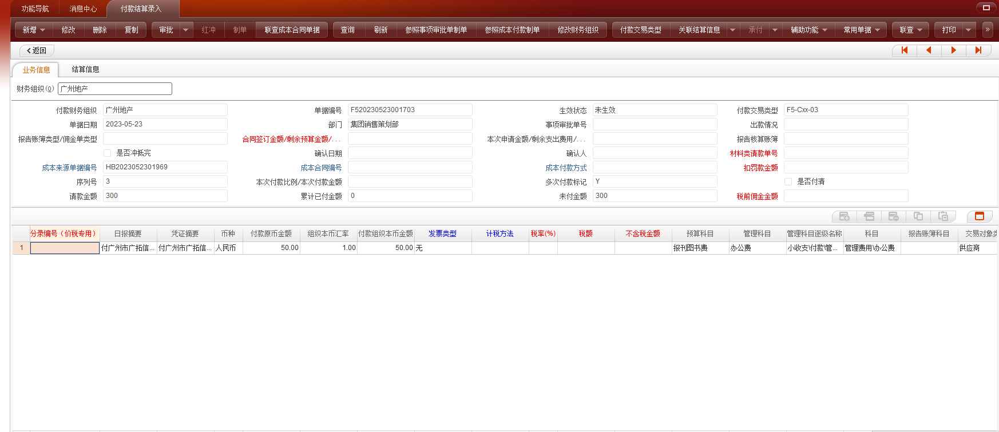 功能导航 消息中心 付款结算录入
新增 修改 删除 复制 审批 红冲 制单 联查成本合同单据 查询 刷新 参照事项审批单制单 参照成本付款制单 修改财务组织 付款交易类型 关联结算信息 承付 辅助功能 常用单据 联查 打印 »
返回
业务信息 结算信息
财务组织(O) 广州地产
付款财务组织 广州地产 单据编号 F520230523001703 生效状态 未生效 付款交易类型 F5-Cxx-03
单据日期 2023-05-23 部门 集团销售策划部 事项审批单号 出款情况
报告账簿类型/佣金单类型 合同签订金额/剩余预算金额/... 本次申请金额/剩余支出费用/... 报告核算账簿
是否冲抵完 确认日期 确认人 材料类请款单号
成本来源单据编号 HB2023052301969 成本合同编号 成本付款方式 扣罚款金额
序列号 3 本次付款比例/本次付款金额 多次付款标记 Y 是否付清
请款金额 300 累计已付金额 0 未付金额 300 税前佣金金额
分录编号（价税专用） 日报摘要 凭证摘要 币种 付款原币金额 组织本币汇率 付款组织本币金额 发票类型 计税方法 税率(%) 税额 不含税金额 预算科目 管理科目 管理科目逐级名称 科目 报告账簿科目 交易对象
1 付广州市广拓信... 付广州市广拓信... 人民币 50.00 1.00 50.00 无 报刊图书费 办公费 小收支\付款\管... 管理费用\办公费 供应商